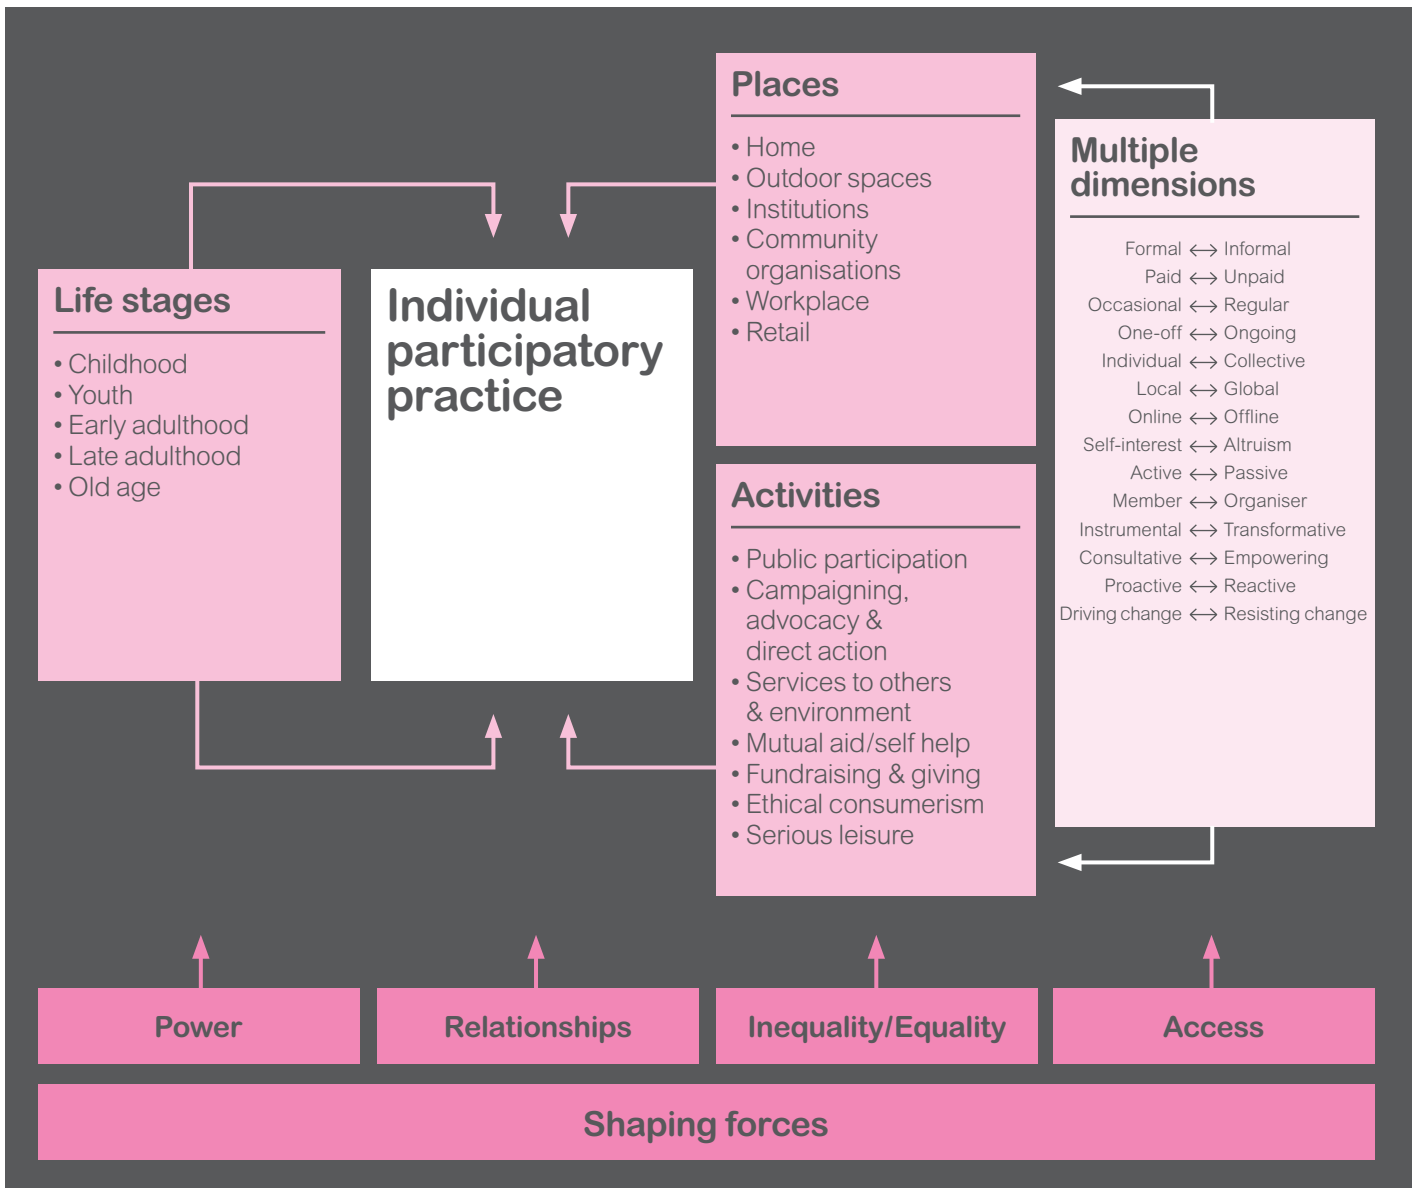 Life stages
• Childhood
• Youth
• Early adulthood
• Late adulthood
• Old age
Individual
participatory
practice
Places
• Home
• Outdoor spaces
• Institutions
• Community
organisations
• Workplace
• Retail
Activities
• Public participation
• Campaigning,
advocacy &
direct action
• Services to others
& environment
• Mutual aid/self help
• Fundraising & giving
• Ethical consumerism
• Serious leisure
Multiple
dimensions
Formal ↔ Informal
Paid ↔ Unpaid
Occasional ↔ Regular
One-off ↔ Ongoing
Individual ↔ Collective
Local ↔ Global
Online ↔ Offline
Self-interest ↔ Altruism
Active ↔ Passive
Member ↔ Organiser
Instrumental ↔ Transformative
Consultative ↔ Empowering
Proactive ↔ Reactive
Driving change ↔ Resisting change
Power
Relationships
Inequality/Equality
Access
Shaping forces